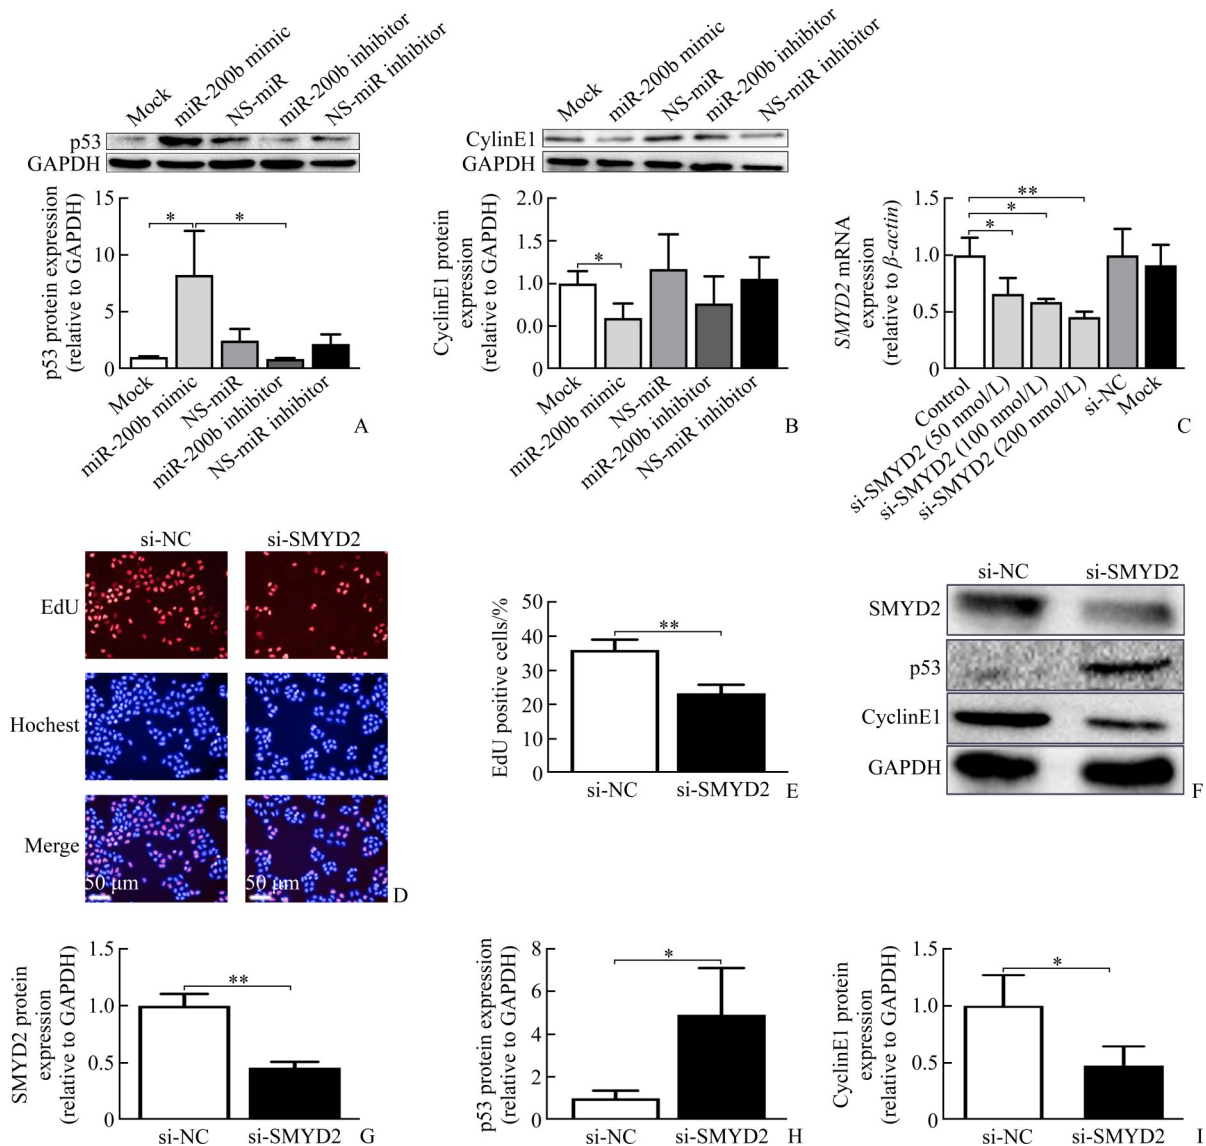 Mock
miR-200b mimic
NS-miR
miR-200b inhibitor
NS-miR inhibitor
p53
GAPDH
p53 protein expression
(relative to GAPDH)
15
10
5
0
*
*
Mock
miR-200b mimic
NS-miR
miR-200b inhibitor
NS-miR inhibitor
A
Mock
miR-200b mimic
NS-miR
miR-200b inhibitor
NS-miR inhibitor
CylinE1
GAPDH
CyclinE1 protein
expression
(relative to GAPDH)
2.0
1.5
1.0
0.0
0.0
*
Mock
miR-200b mimic
NS-miR
miR-200b inhibitor
NS-miR inhibitor
B
SMYD2 mRNA
expression
(relative to β-actin)
1.5
1.0
0.5
0.0
**
*
*
Control
si-SMYD2 (50 nmol/L)
si-SMYD2 (100 nmol/L)
si-SMYD2 (200 nmol/L)
si-NC
Mock
C
si-NC si-SMYD2
EdU
Hochest
Merge
50 μm 50 μm
D
EdU positive cells/%
50
40
30
20
10
0
**
si-NC si-SMYD2
E
si-NC si-SMYD2
SMYD2
p53
CyclinE1
GAPDH
F
SMYD2 protein
expression
(relative to GAPDH)
1.5
1.0
0.5
0.0
**
si-NC si-SMYD2
G
p53 protein expression
(relative to GAPDH)
8
6
4
2
0
*
si-NC si-SMYD2
H
CyclinE1 protein
expression
(relative to GAPDH)
1.5
1.0
0.5
0.0
*
si-NC si-SMYD2
I